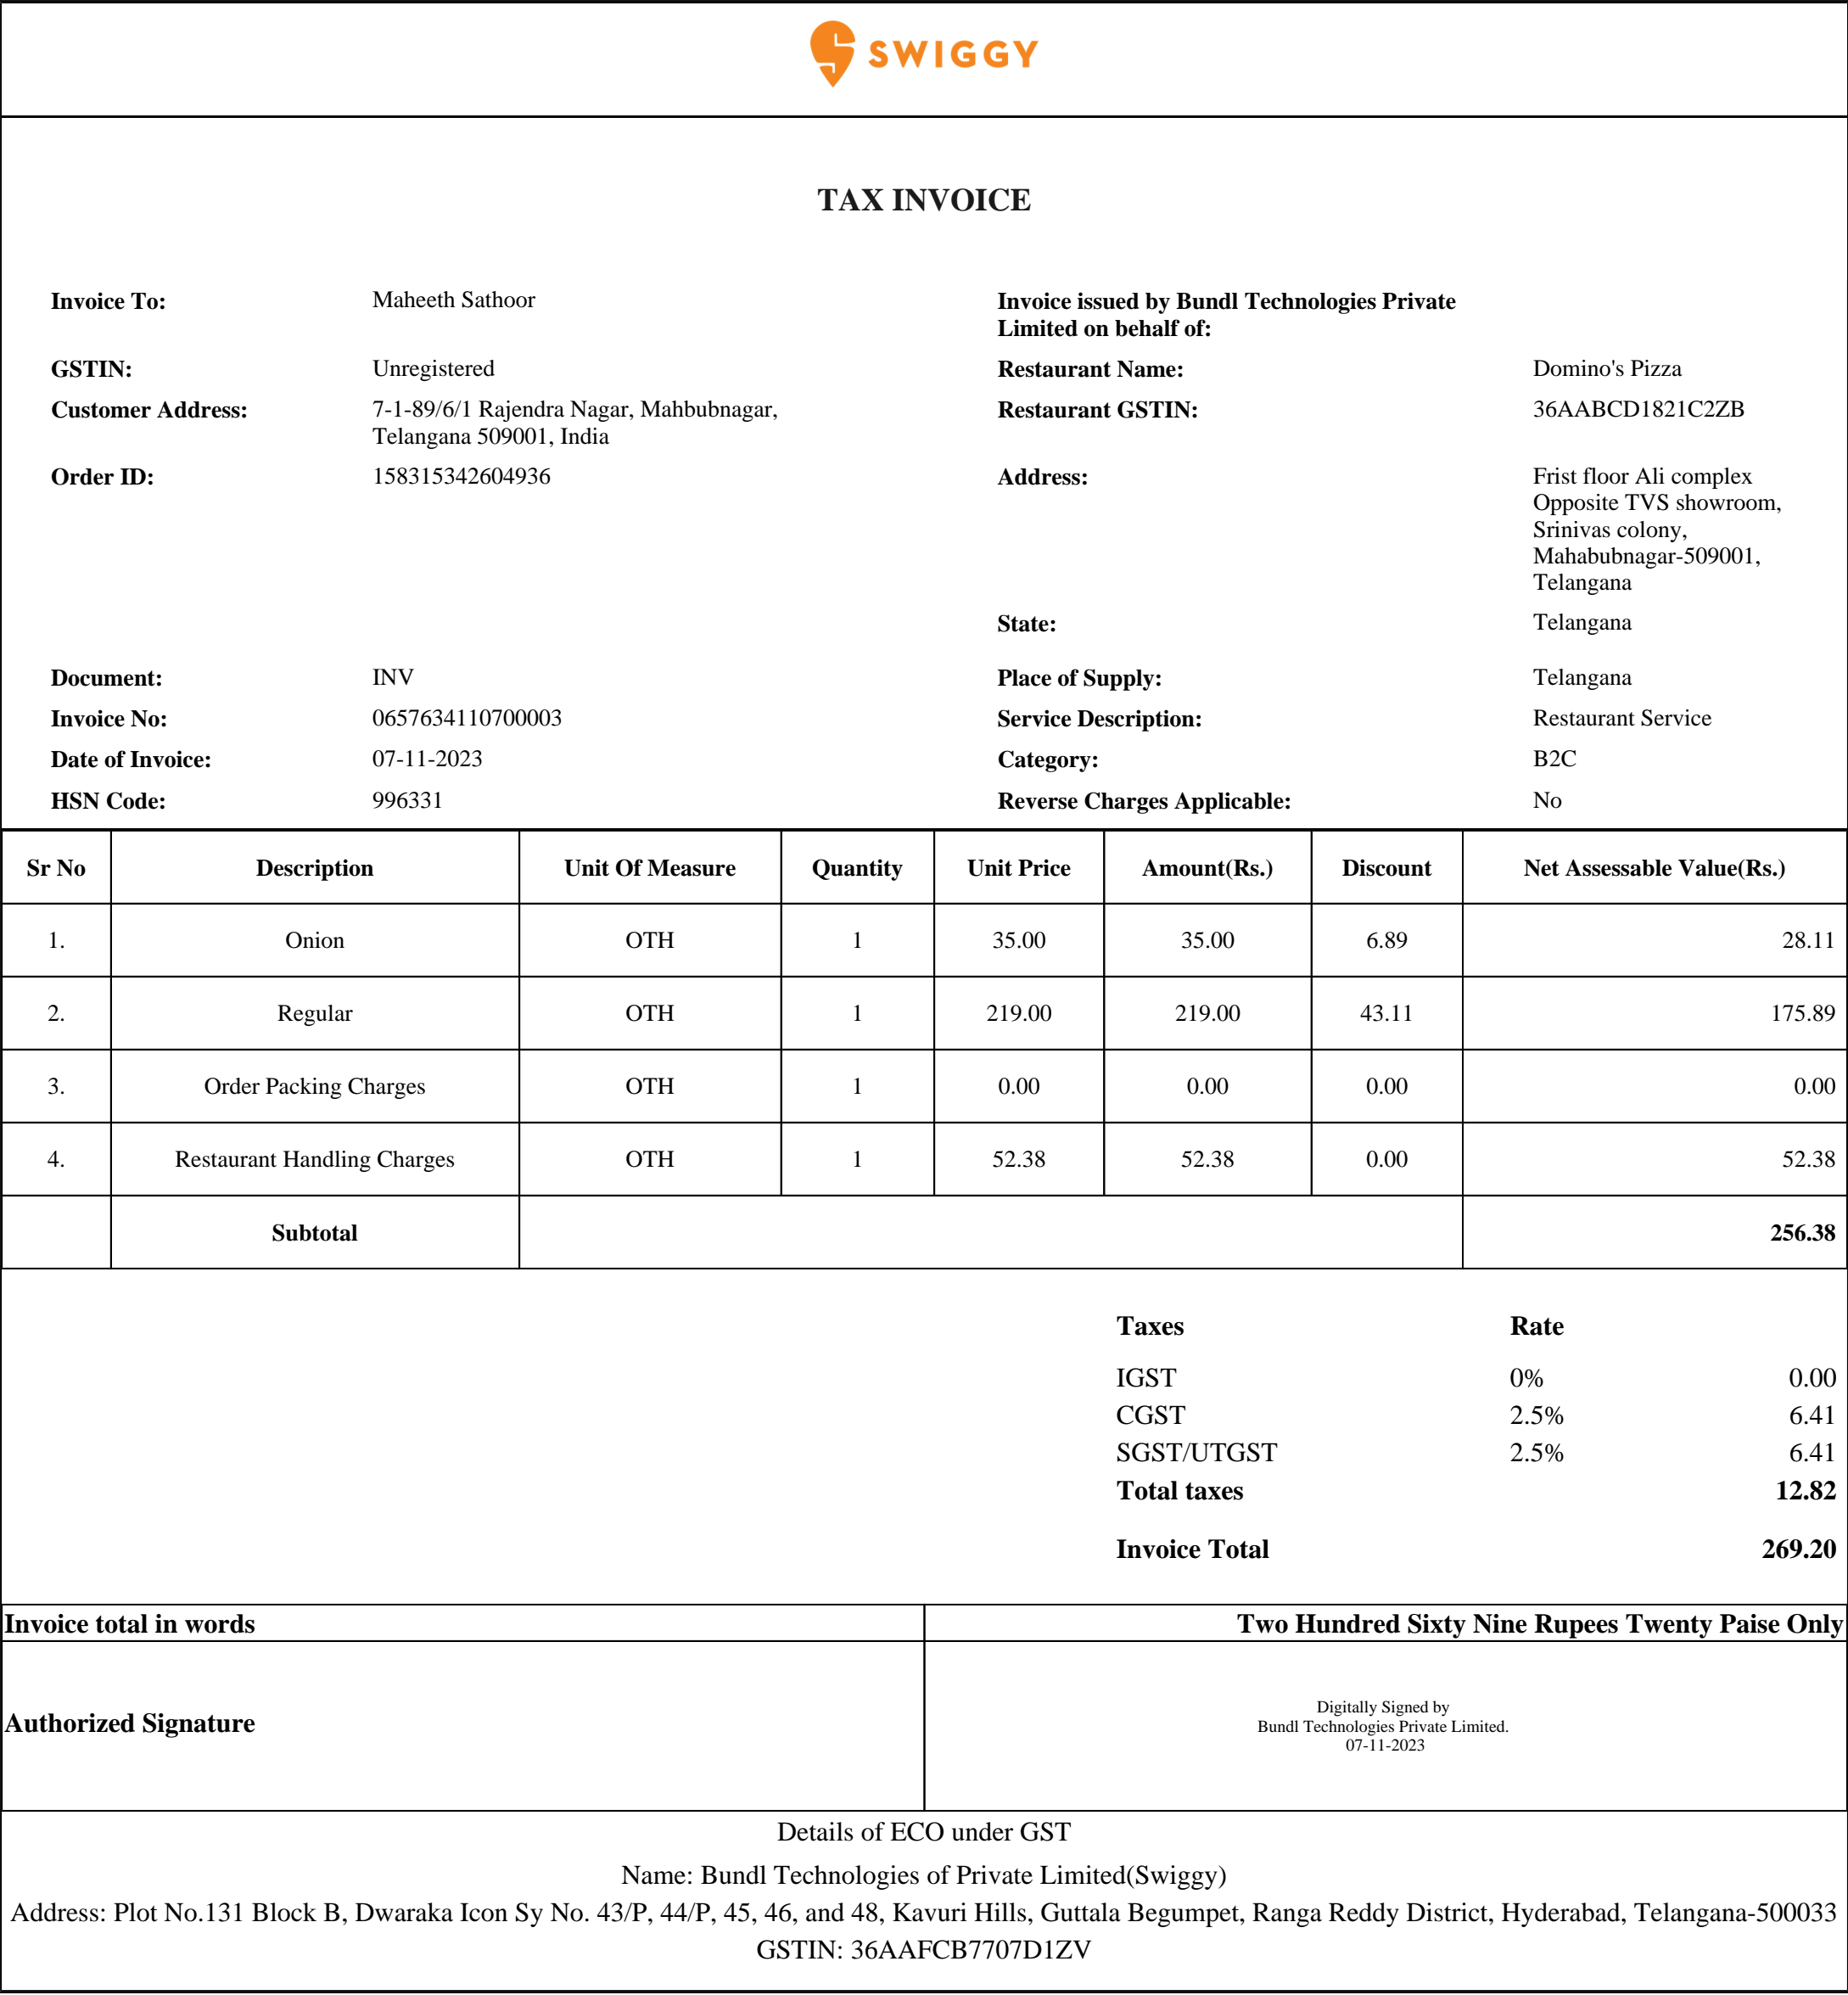 SWIGGY
TAX INVOICE
Invoice To: Maheeth Sathoor
Invoice issued by Bundl Technologies Private
Limited on behalf of:
GSTIN: Unregistered
Restaurant Name: Domino's Pizza
Customer Address: 7-1-89/6/1 Rajendra Nagar, Mahbubnagar,
Telangana 509001, India
Restaurant GSTIN: 36AABCD1821C2ZB
Order ID: 158315342604936
Address: Frist floor Ali complex
Opposite TVS showroom,
Srinivas colony,
Mahabubnagar-509001,
Telangana
State: Telangana
Document: INV
Place of Supply: Telangana
Invoice No: 0657634110700003
Service Description: Restaurant Service
Date of Invoice: 07-11-2023
Category: B2C
HSN Code: 996331
Reverse Charges Applicable: No
Sr No Description Unit Of Measure Quantity Unit Price Amount(Rs.) Discount Net Assessable Value(Rs.)
1. Onion OTH 1 35.00 35.00 6.89 28.11
2. Regular OTH 1 219.00 219.00 43.11 175.89
3. Order Packing Charges OTH 1 0.00 0.00 0.00 0.00
4. Restaurant Handling Charges OTH 1 52.38 52.38 0.00 52.38
Subtotal 256.38
Taxes Rate
IGST 0% 0.00
CGST 2.5% 6.41
SGST/UTGST 2.5% 6.41
Total taxes 12.82
Invoice Total 269.20
Invoice total in words Two Hundred Sixty Nine Rupees Twenty Paise Only
Authorized Signature
Digitally Signed by
Bundl Technologies Private Limited.
07-11-2023
Details of ECO under GST
Name: Bundl Technologies of Private Limited(Swiggy)
Address: Plot No.131 Block B, Dwaraka Icon Sy No. 43/P, 44/P, 45, 46, and 48, Kavuri Hills, Guttala Begumpet, Ranga Reddy District, Hyderabad, Telangana-500033
GSTIN: 36AAFCB7707D1ZV